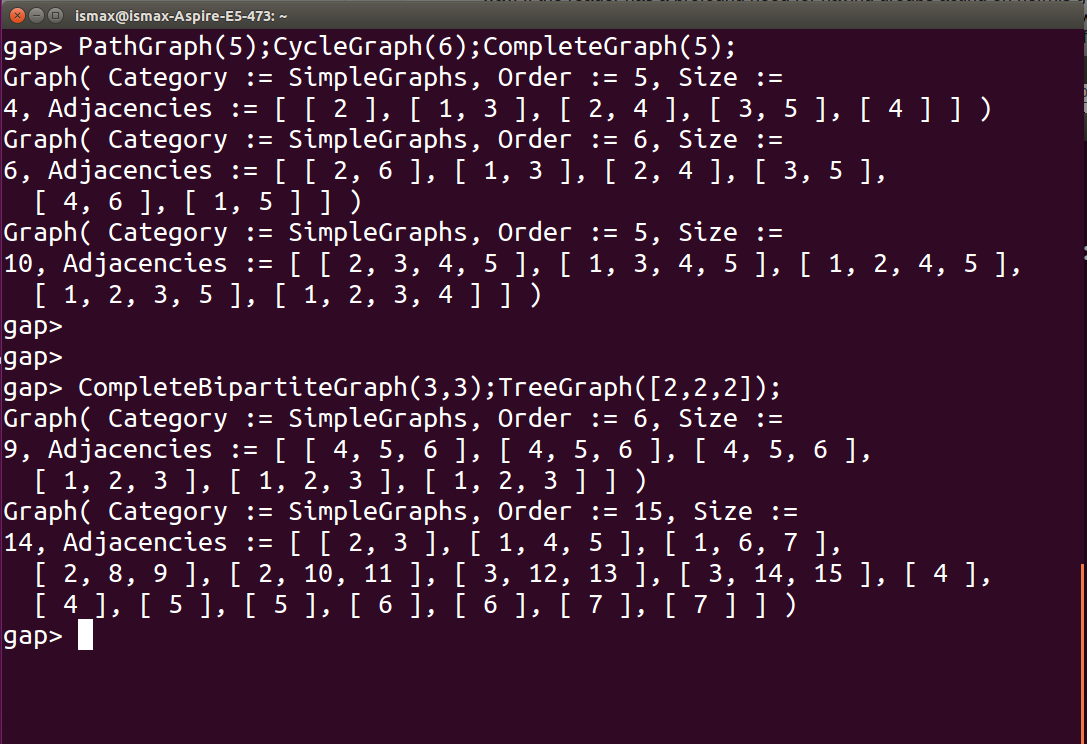 ismax@ismax-Aspire-E5-473: ~
gap> PathGraph(5);CycleGraph(6);CompleteGraph(5);
Graph( Category := SimpleGraphs, Order := 5, Size :=
4, Adjacencies := [ [ 2 ], [ 1, 3 ], [ 2, 4 ], [ 3, 5 ], [ 4 ] ] )
Graph( Category := SimpleGraphs, Order := 6, Size :=
6, Adjacencies := [ [ 2, 6 ], [ 1, 3 ], [ 2, 4 ], [ 3, 5 ],
  [ 4, 6 ], [ 1, 5 ] ] )
Graph( Category := SimpleGraphs, Order := 5, Size :=
10, Adjacencies := [ [ 2, 3, 4, 5 ], [ 1, 3, 4, 5 ], [ 1, 2, 4, 5 ],
  [ 1, 2, 3, 5 ], [ 1, 2, 3, 4 ] ] )
gap>
gap>
gap> CompleteBipartiteGraph(3,3);TreeGraph([2,2,2]);
Graph( Category := SimpleGraphs, Order := 6, Size :=
9, Adjacencies := [ [ 4, 5, 6 ], [ 4, 5, 6 ], [ 4, 5, 6 ],
  [ 1, 2, 3 ], [ 1, 2, 3 ], [ 1, 2, 3 ] ] )
Graph( Category := SimpleGraphs, Order := 15, Size :=
14, Adjacencies := [ [ 2, 3 ], [ 1, 4, 5 ], [ 1, 6, 7 ],
  [ 2, 8, 9 ], [ 2, 10, 11 ], [ 3, 12, 13 ], [ 3, 14, 15 ], [ 4 ],
  [ 4 ], [ 5 ], [ 5 ], [ 6 ], [ 6 ], [ 7 ], [ 7 ] ] )
gap>